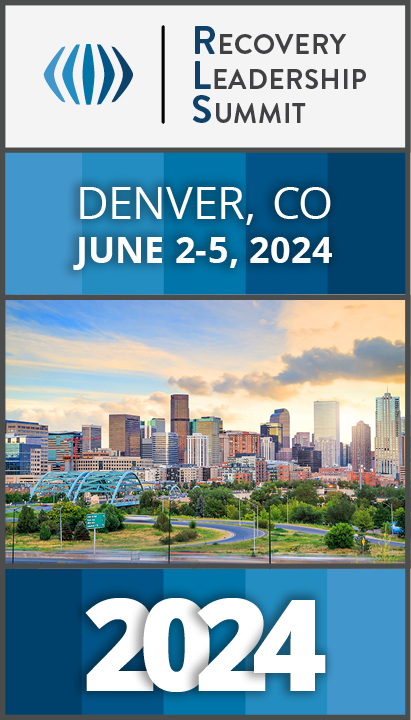 RECOVERY
LEADERSHIP
SUMMIT
DENVER, CO
JUNE 2-5, 2024
2024